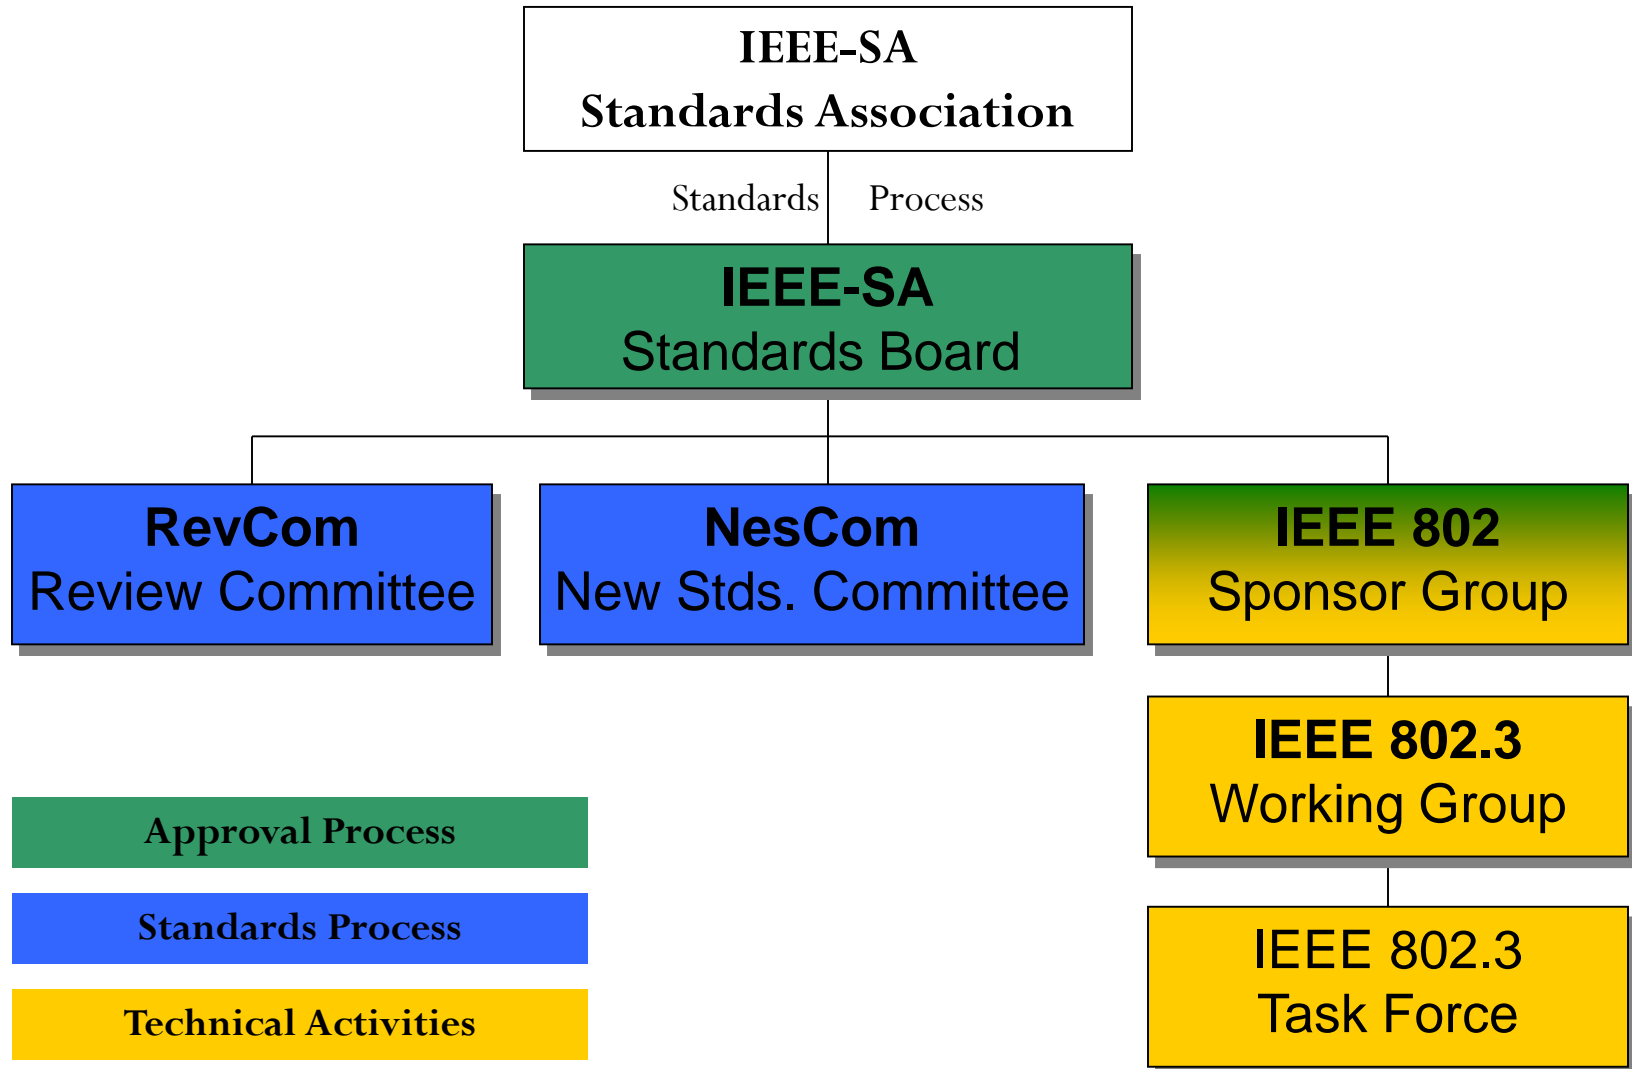 IEEE-SA
Standards Association
Standards Process
IEEE-SA
Standards Board
RevCom
Review Committee
NesCom
New Stds. Committee
IEEE 802
Sponsor Group
IEEE 802.3
Working Group
IEEE 802.3
Task Force
Approval Process
Standards Process
Technical Activities